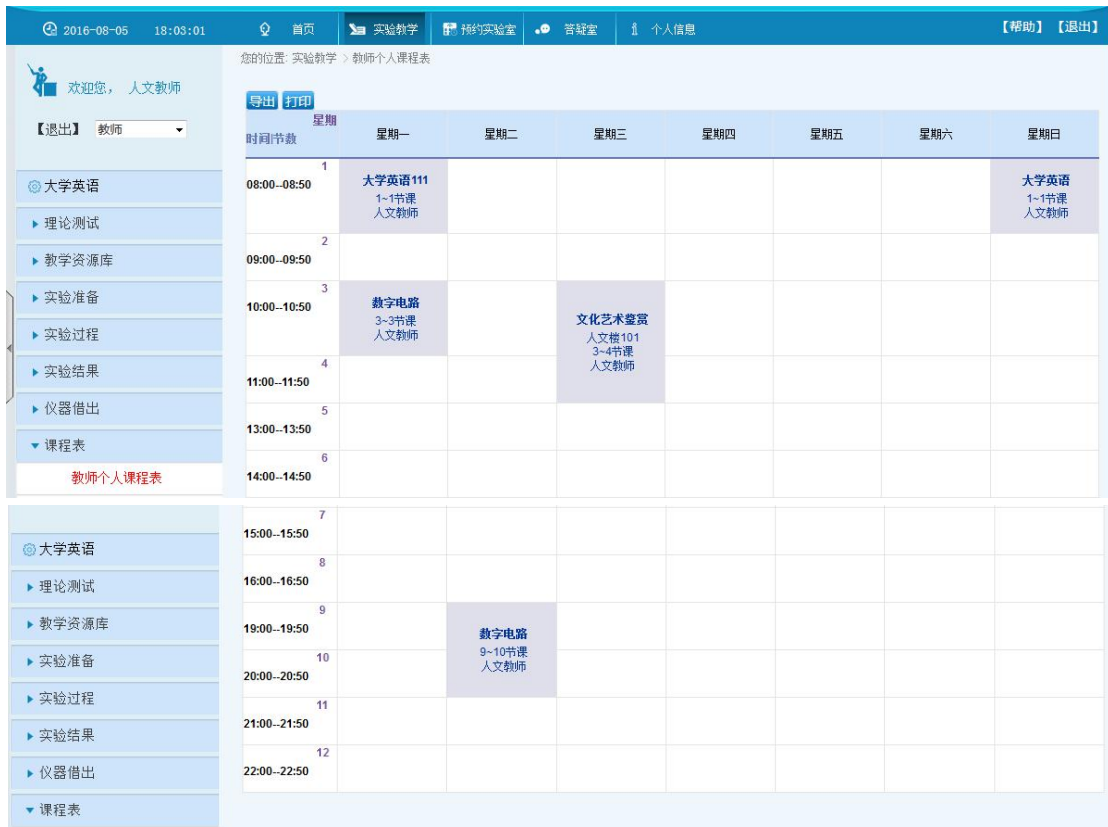 2016-08-05 18:03:01 首页 实验教学 预约实验室 答疑室 个人信息 【帮助】 【退出】
您的位置: 实验教学 > 教师个人课程表
欢迎您， 人文教师
【退出】 教师
导出 打印
星期
时间节数 星期一 星期二 星期三 星期四 星期五 星期六 星期日
大学英语
理论测试
教学资源库
实验准备
实验过程
实验结果
仪器借出
课程表
教师个人课程表
1
08:00--08:50
大学英语111
1~1节课
人文教师
大学英语
1~1节课
人文教师
2
09:00--09:50
3
10:00--10:50
数字电路
3~3节课
人文教师
文化艺术鉴赏
人文楼101
3~4节课
人文教师
4
11:00--11:50
5
13:00--13:50
6
14:00--14:50
大学英语
理论测试
教学资源库
实验准备
实验过程
实验结果
仪器借出
课程表
7
15:00--15:50
8
16:00--16:50
9
19:00--19:50
数字电路
9~10节课
人文教师
10
20:00--20:50
11
21:00--21:50
12
22:00--22:50